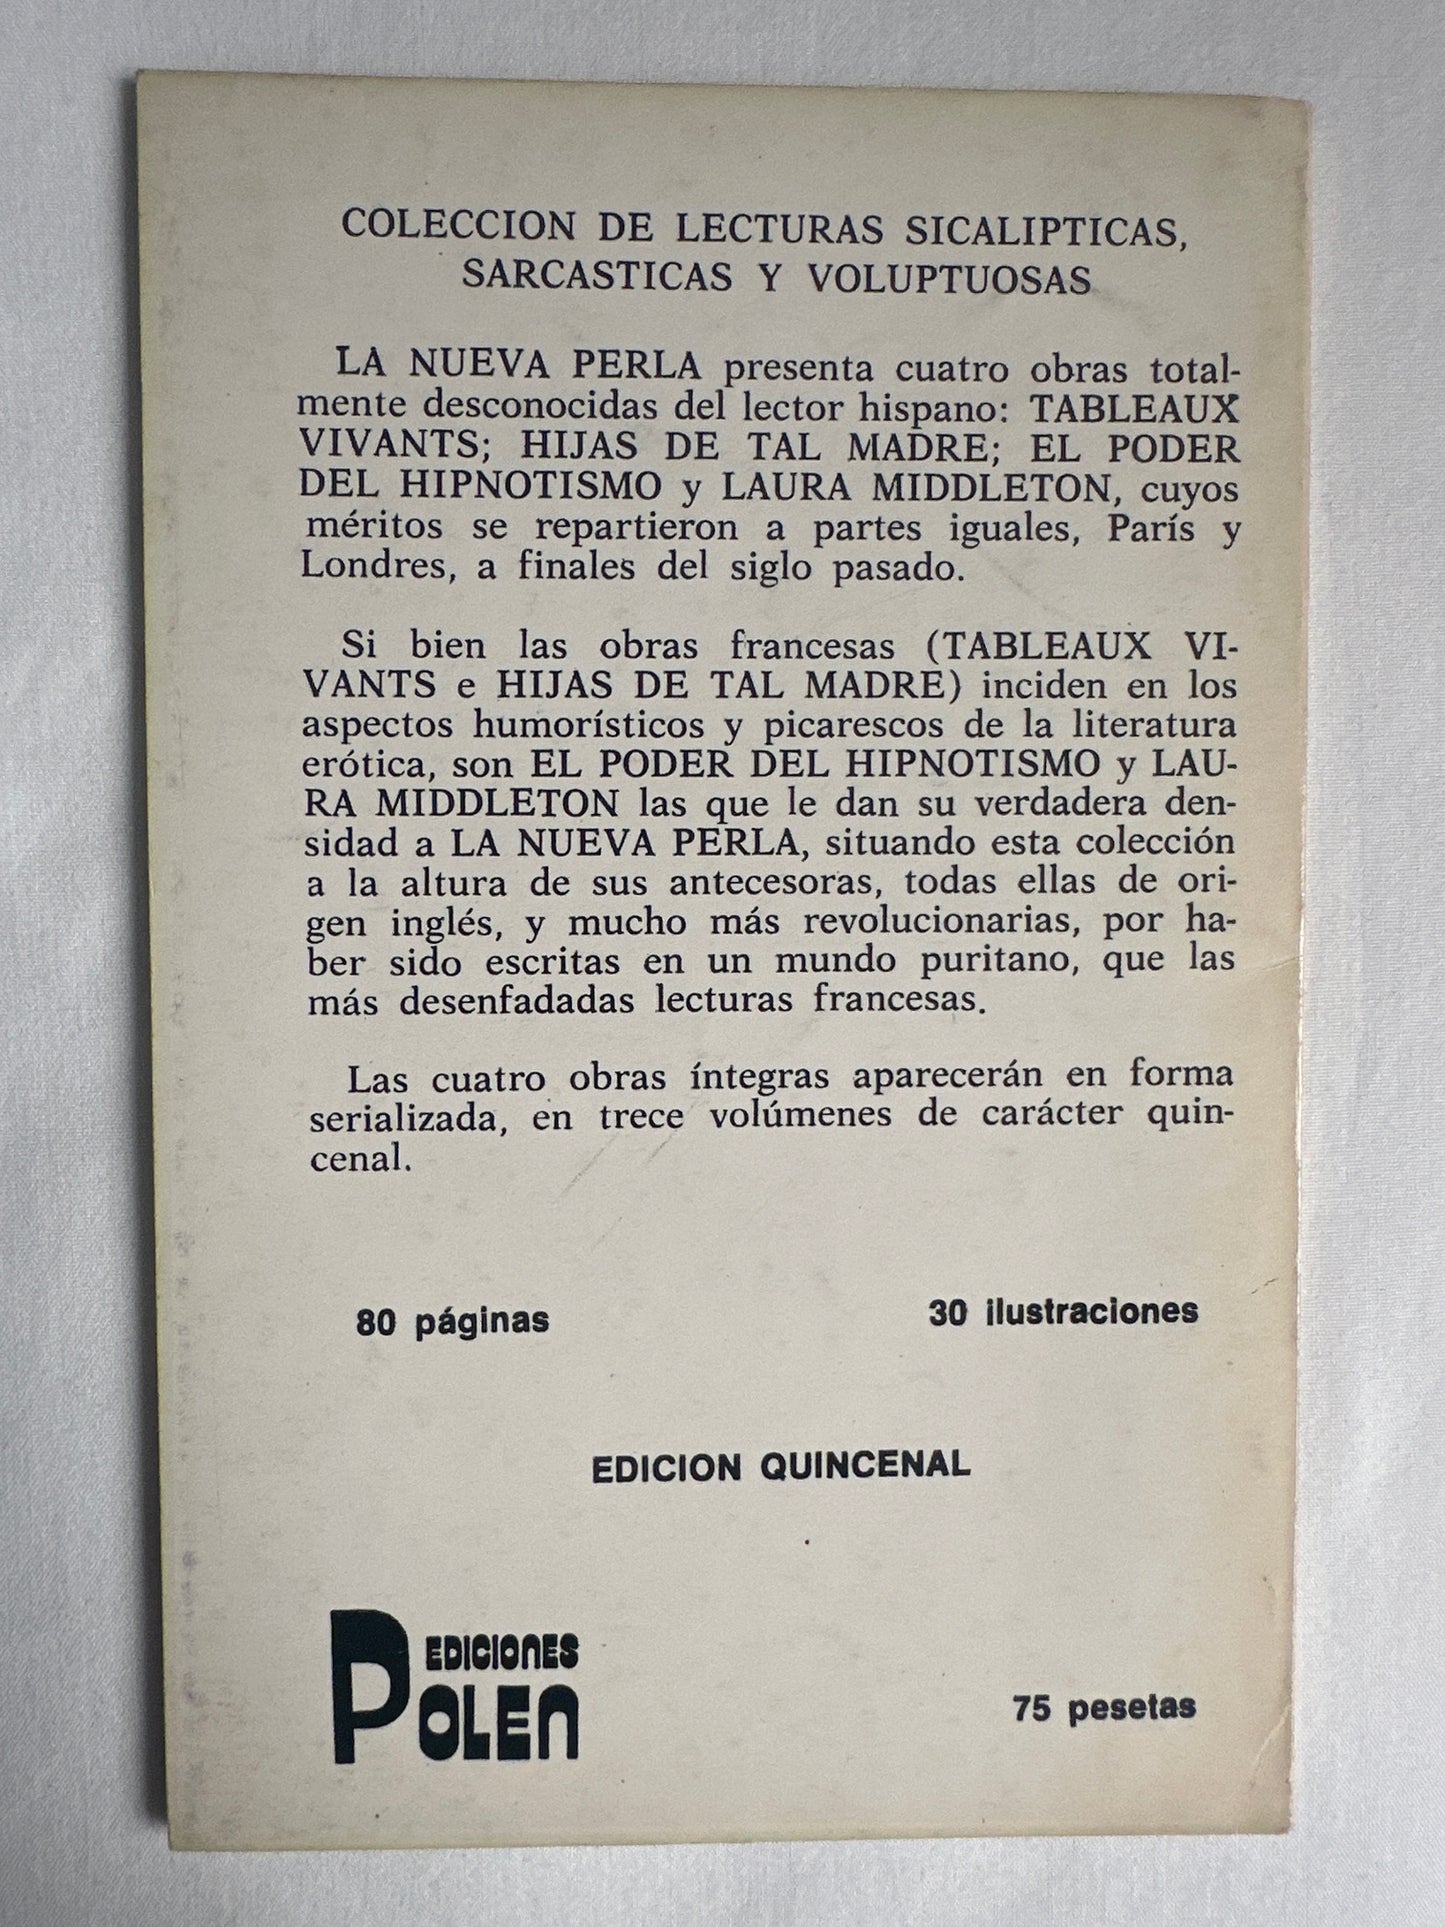 COLECCION DE LECTURAS SICALIPTICAS,
SARCASTICAS Y VOLUPTUOSAS
LA NUEVA PERLA presenta cuatro obras total-
mente desconocidas del lector hispano: TABLEAUX
VIVANTS; HIJAS DE TAL MADRE; EL PODER
DEL HIPNOTISMO y LAURA MIDDLETON, cuyos
méritos se repartieron a partes iguales, París y
Londres, a finales del siglo pasado.
Si bien las obras francesas (TABLEAUX VI-
VANTS e HIJAS DE TAL MADRE) inciden en los
aspectos humorísticos y picarescos de la literatura
erótica, son EL PODER DEL HIPNOTISMO y LAU-
RA MIDDLETON las que le dan su verdadera den-
sidad a LA NUEVA PERLA, situando esta colección
a la altura de sus antecesoras, todas ellas de ori-
gen inglés, y mucho más revolucionarias, por ha-
ber sido escritas en un mundo puritano, que las
más desenfadadas lecturas francesas.
Las cuatro obras íntegras aparecerán en forma
serializada, en trece volúmenes de carácter quin-
cenal.
80 páginas 30 ilustraciones
EDICION QUINCENAL
EDICIONES
POLEN
75 pesetas